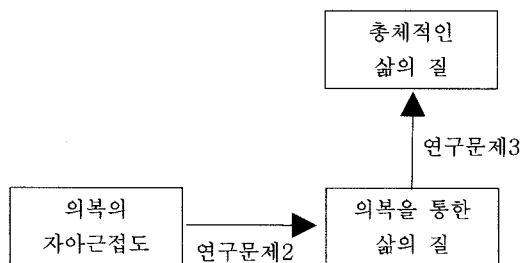 총체적인
삶의 질
연구문제3
의복의
자아근접도
연구문제2
의복을 통한
삶의 질